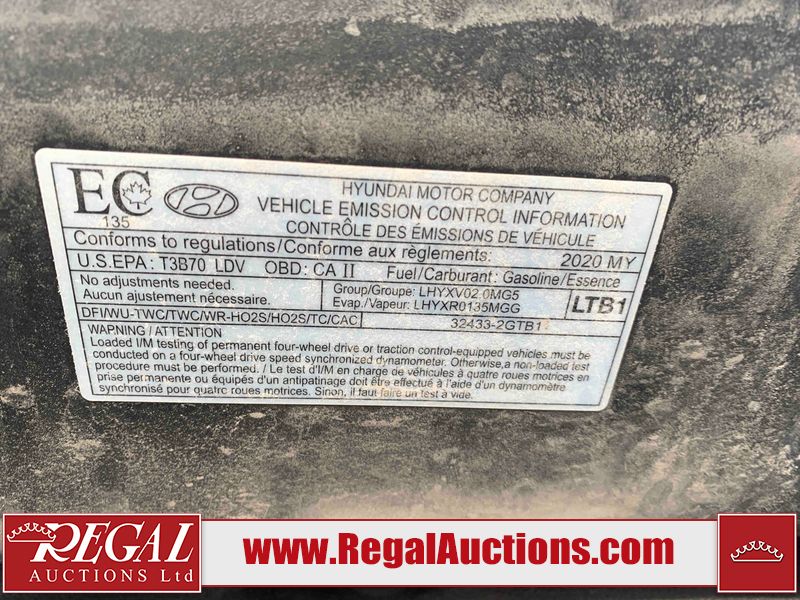 EC
135
HYUNDAI MOTOR COMPANY
VEHICLE EMISSION CONTROL INFORMATION
CONTRÔLE DES ÉMISSIONS DE VÉHICULE
Conforms to regulations/Conforme aux règlements: 2020 MY
U.S.EPA: T3B70 LDV OBD: CA II Fuel/Carburant: Gasoline/Essence
No adjustments needed.
Aucun ajustement nécessaire.
Group/Groupe: LHYXV02.0MG5
Evap./Vapeur: LHYXR0135MGG
LTB1
DFI/WU-TWC/TWC/WR-HO2S/HO2S/TC/CAC 32433-2GTB1
WARNING / AVERTISSEMENT
Loaded I/M testing of permanent four-wheel drive or traction control-equipped vehicles must be
conducted on a four-wheel drive speed synchronized dynamometer. Otherwise,a non-loaded test
procedure must be performed. / Le test d'I/M en charge de véhicules à quatre roues motrices en
prise permanente ou équipés d'un antipatinage doit être effectué à l'aide d'un dynamomètre
synchronisé pour quatre roues motrices. Sinon, il faut faire un test à vide.
REGAL
AUCTIONS Ltd
www.RegalAuctions.com